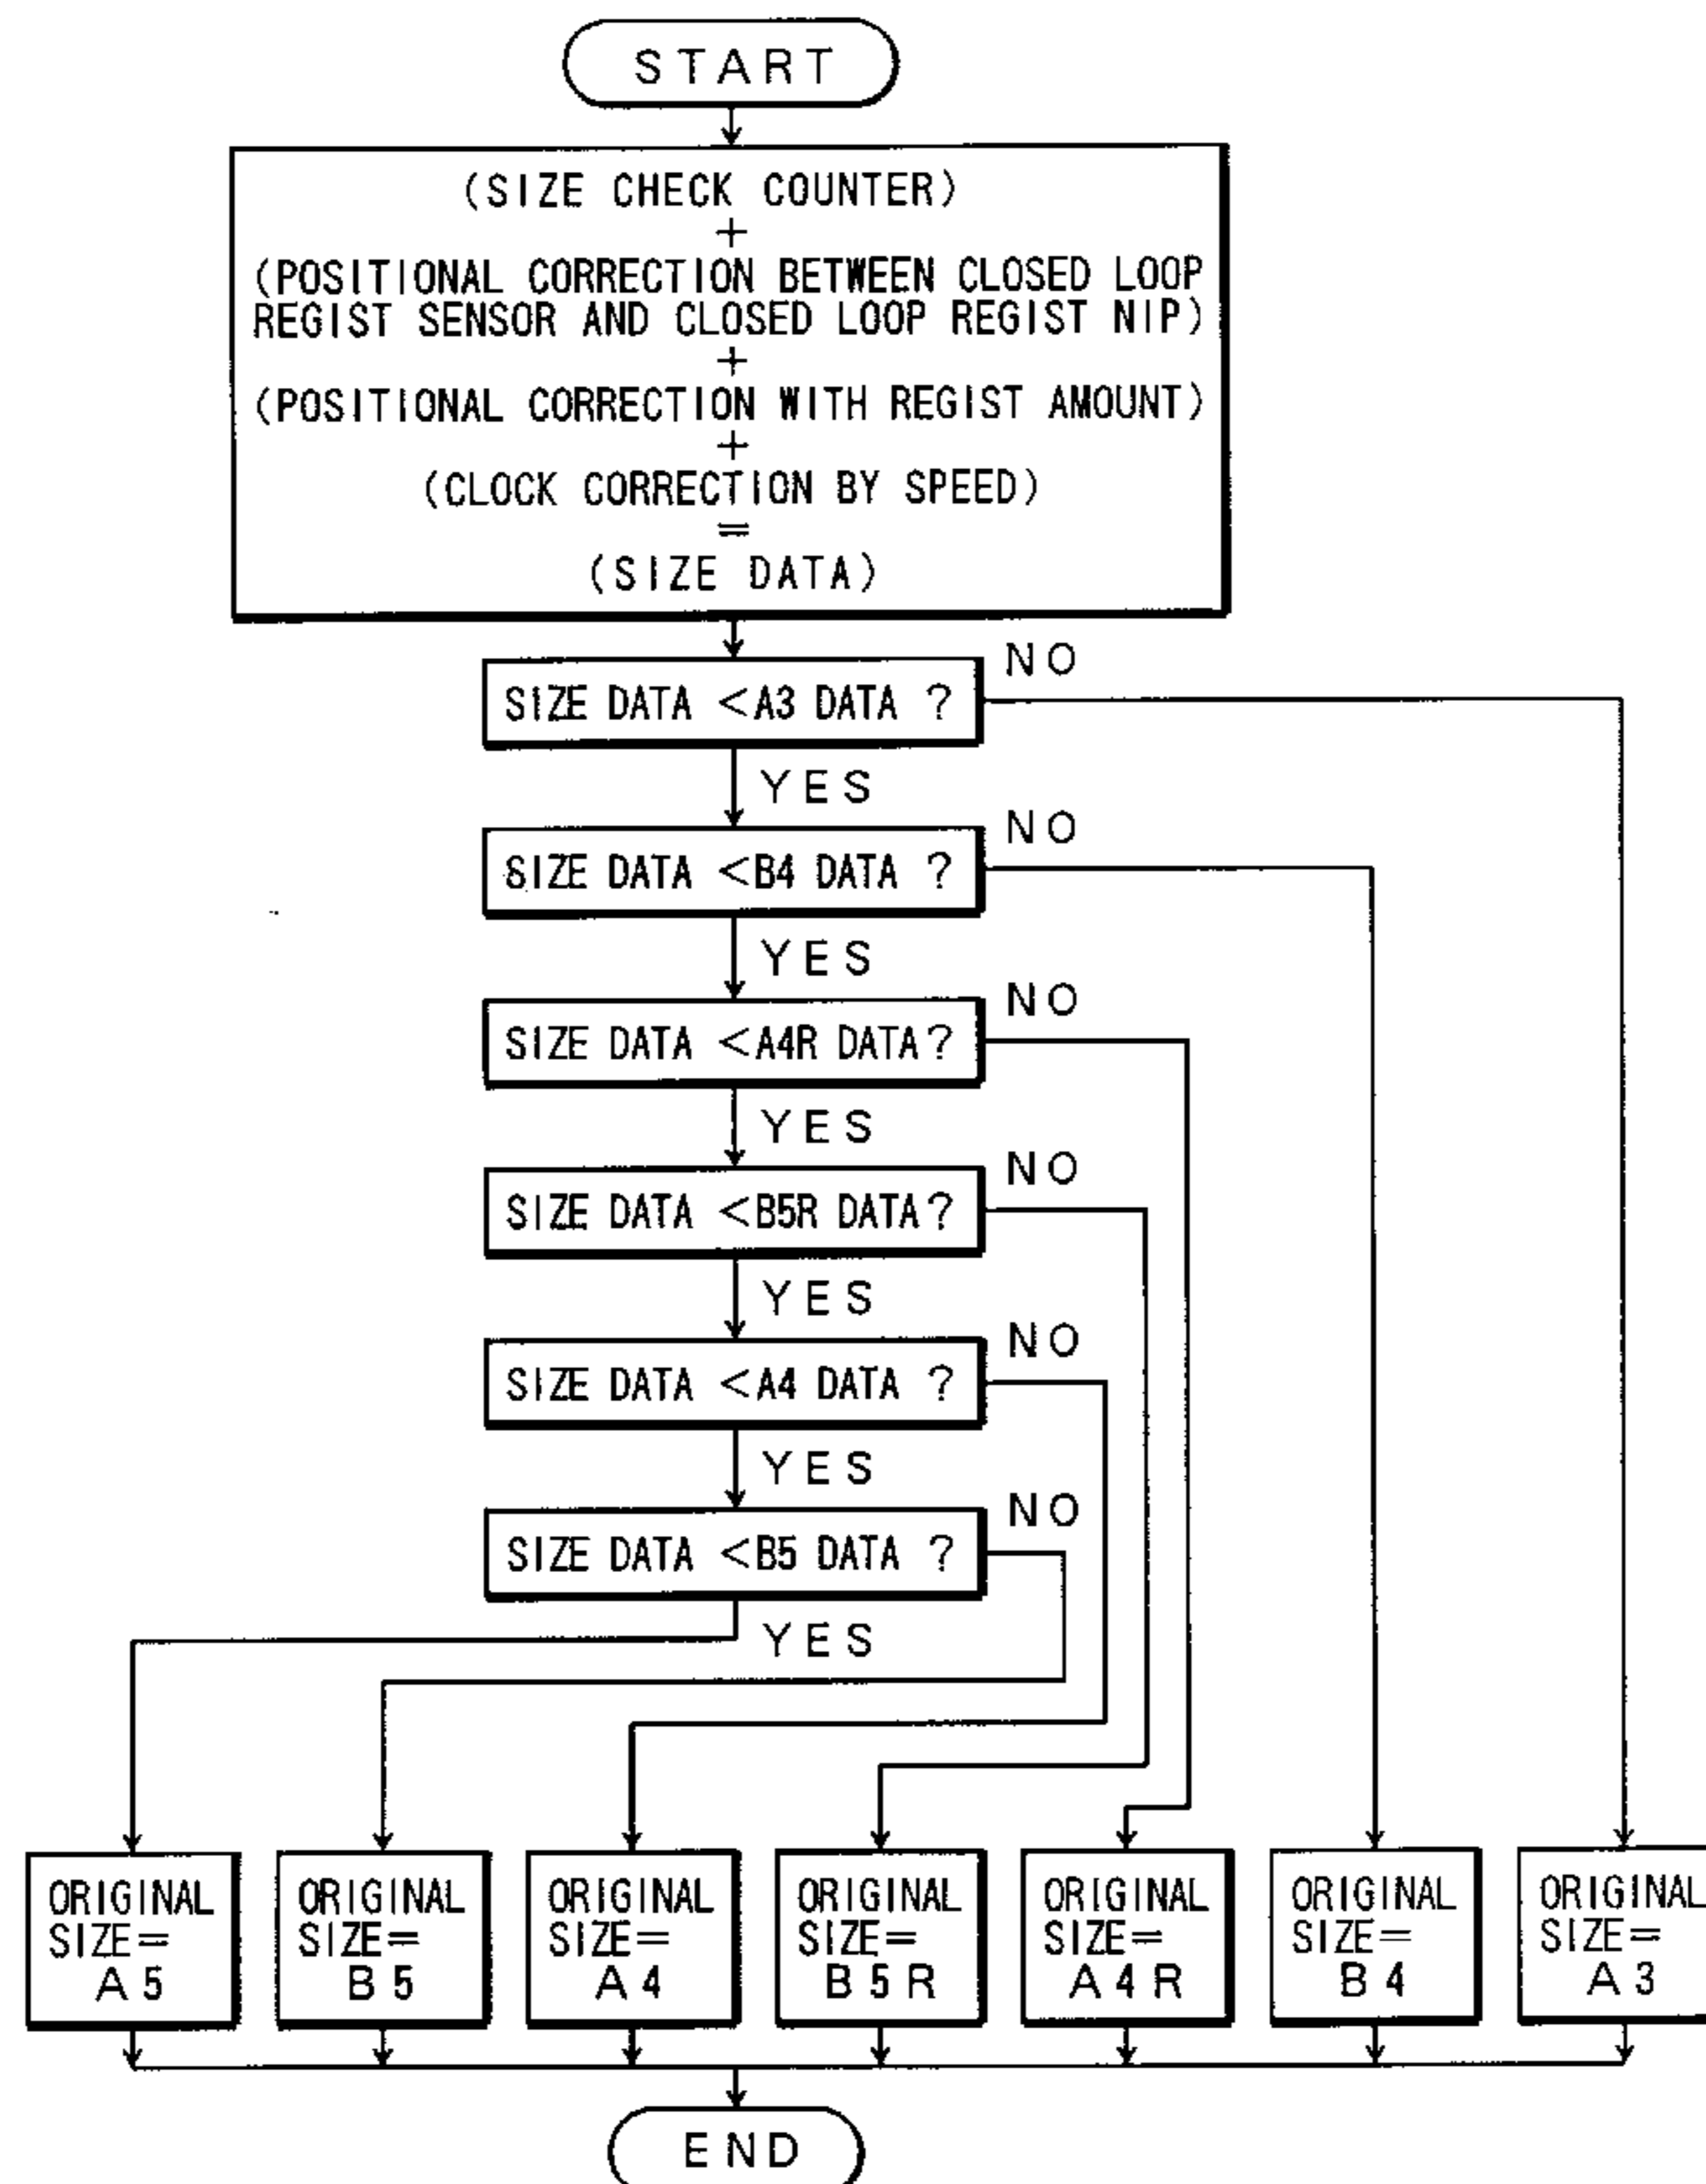 START
(SIZE CHECK COUNTER)
+
(POSITIONAL CORRECTION BETWEEN CLOSED LOOP
REGIST SENSOR AND CLOSED LOOP REGIST NIP)
+
(POSITIONAL CORRECTION WITH REGIST AMOUNT)
+
(CLOCK CORRECTION BY SPEED)
=
(SIZE DATA)
NO
SIZE DATA <A3 DATA ?
YES
NO
SIZE DATA <B4 DATA ?
YES
NO
SIZE DATA <A4R DATA?
YES
NO
SIZE DATA <B5R DATA?
YES
NO
SIZE DATA <A4 DATA ?
YES
NO
SIZE DATA <B5 DATA ?
YES
ORIGINAL
SIZE=
A5
ORIGINAL
SIZE=
B5
ORIGINAL
SIZE=
A4
ORIGINAL
SIZE=
B5R
ORIGINAL
SIZE=
A4R
ORIGINAL
SIZE=
B4
ORIGINAL
SIZE=
A3
END